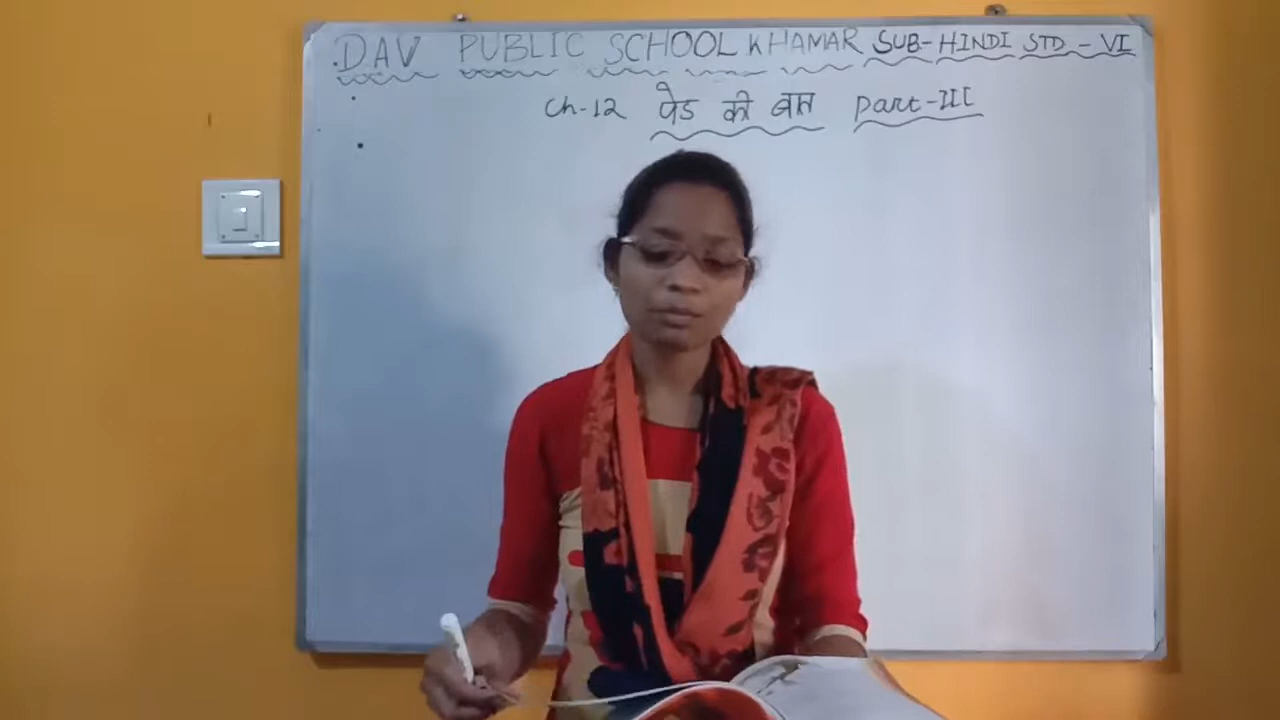 DAV PUBLIC SCHOOL KHAMAR SUB-HINDI STD-VI
Ch-12 पेड की बात Part-III